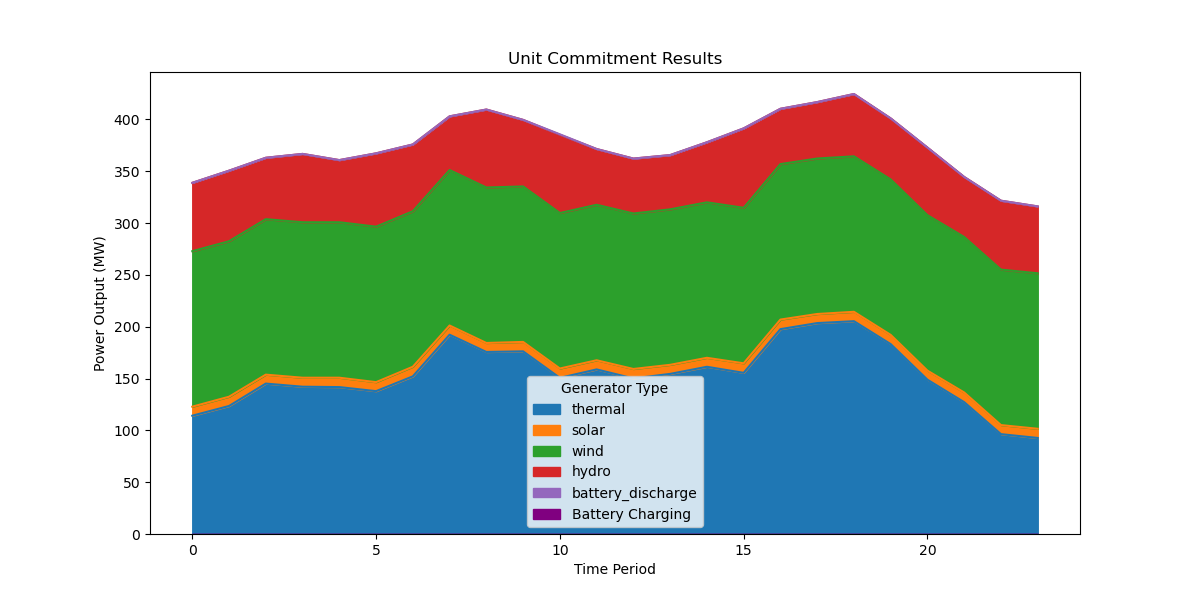 Unit Commitment Results
Power Output (MW)
400
350
300
250
200
150
100
50
0
Generator Type
thermal
solar
wind
hydro
battery_discharge
Battery Charging
0 5 10 15 20
Time Period